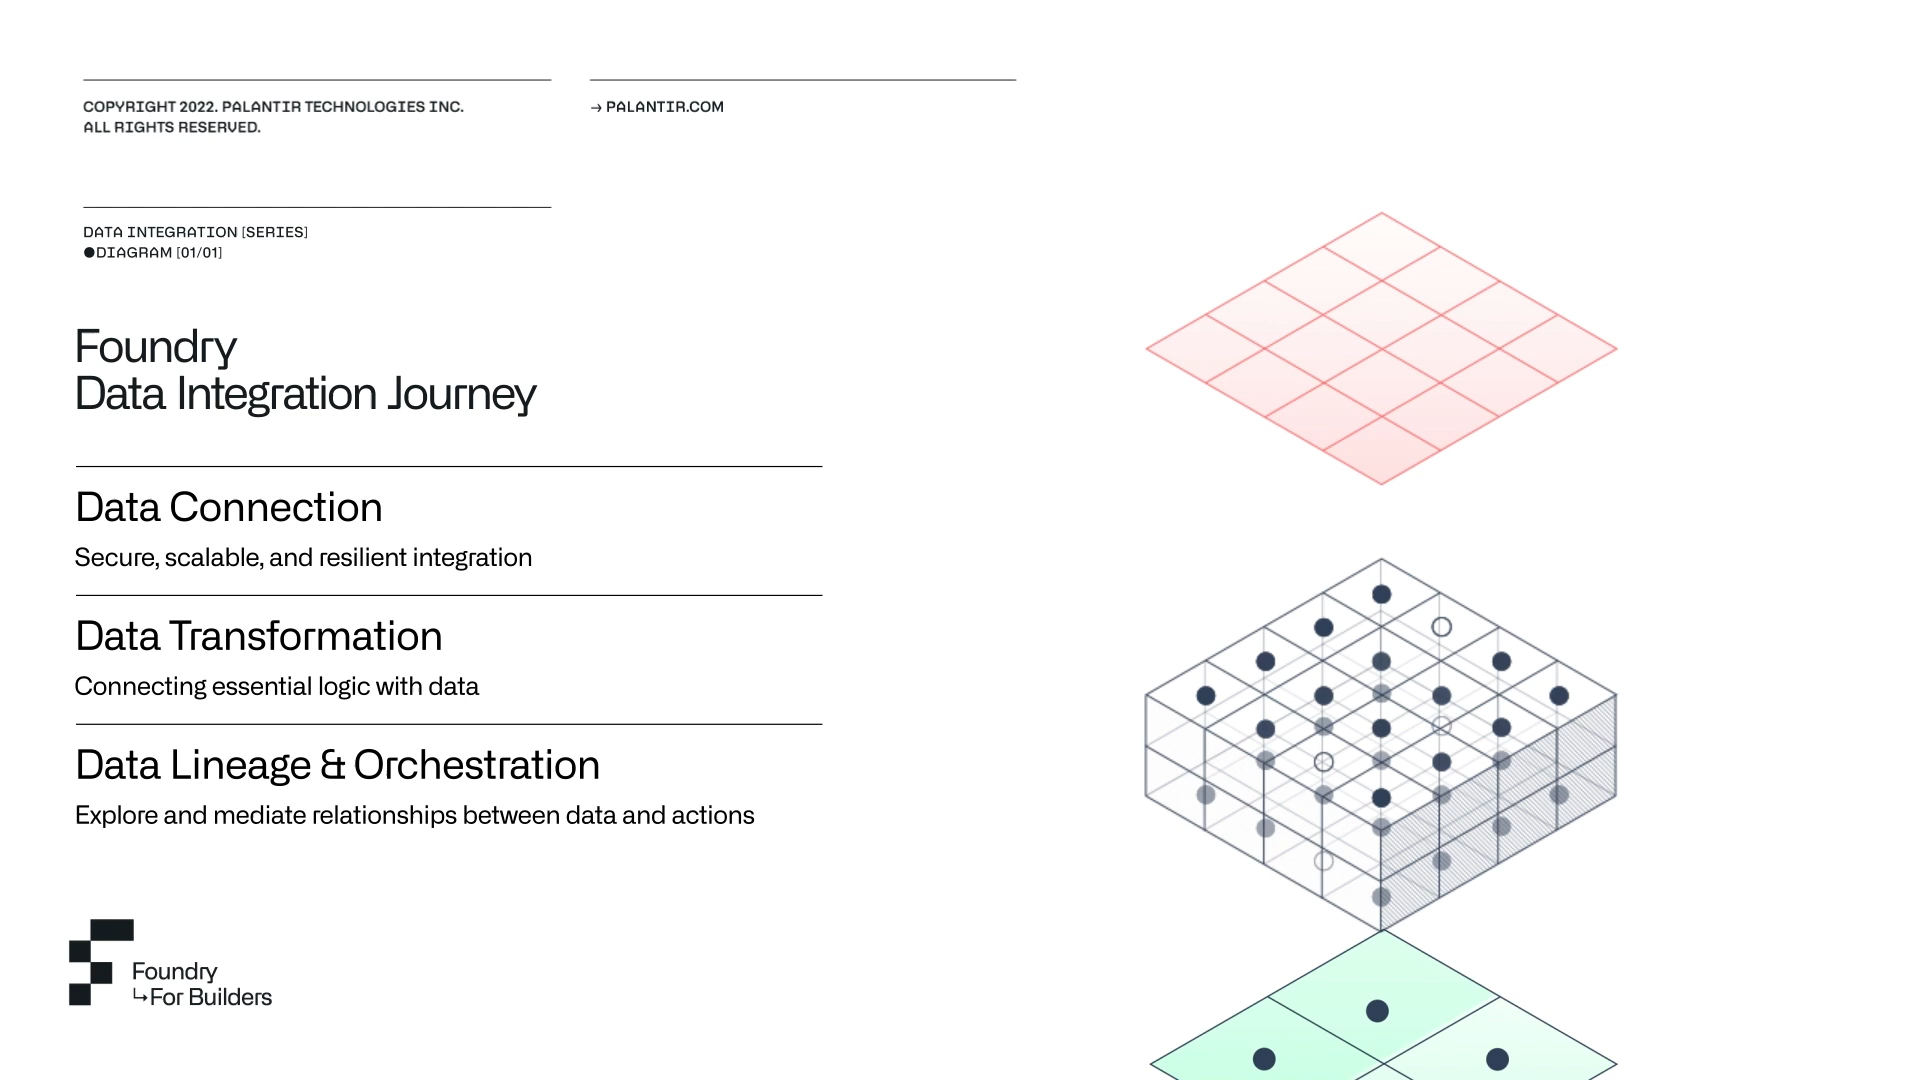 COPYRIGHT 2022. PALANTIR TECHNOLOGIES INC.
ALL RIGHTS RESERVED.
→ PALANTIR.COM
DATA INTEGRATION [SERIES]
●DIAGRAM [01/01]
Foundry
Data Integration Journey
Data Connection
Secure, scalable, and resilient integration
Data Transformation
Connecting essential logic with data
Data Lineage & Orchestration
Explore and mediate relationships between data and actions
Foundry
↳For Builders